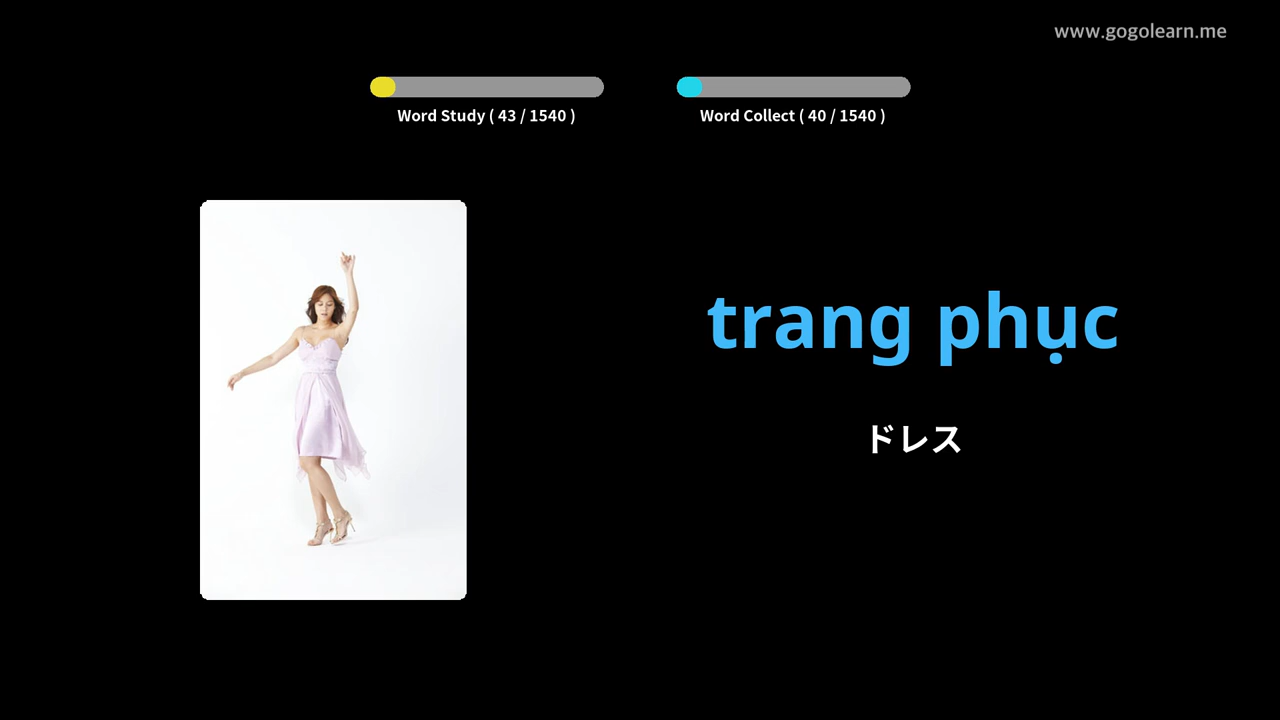 www.gogolearn.me
Word Study ( 43 / 1540 )
Word Collect ( 40 / 1540 )
trang phục
ドレス